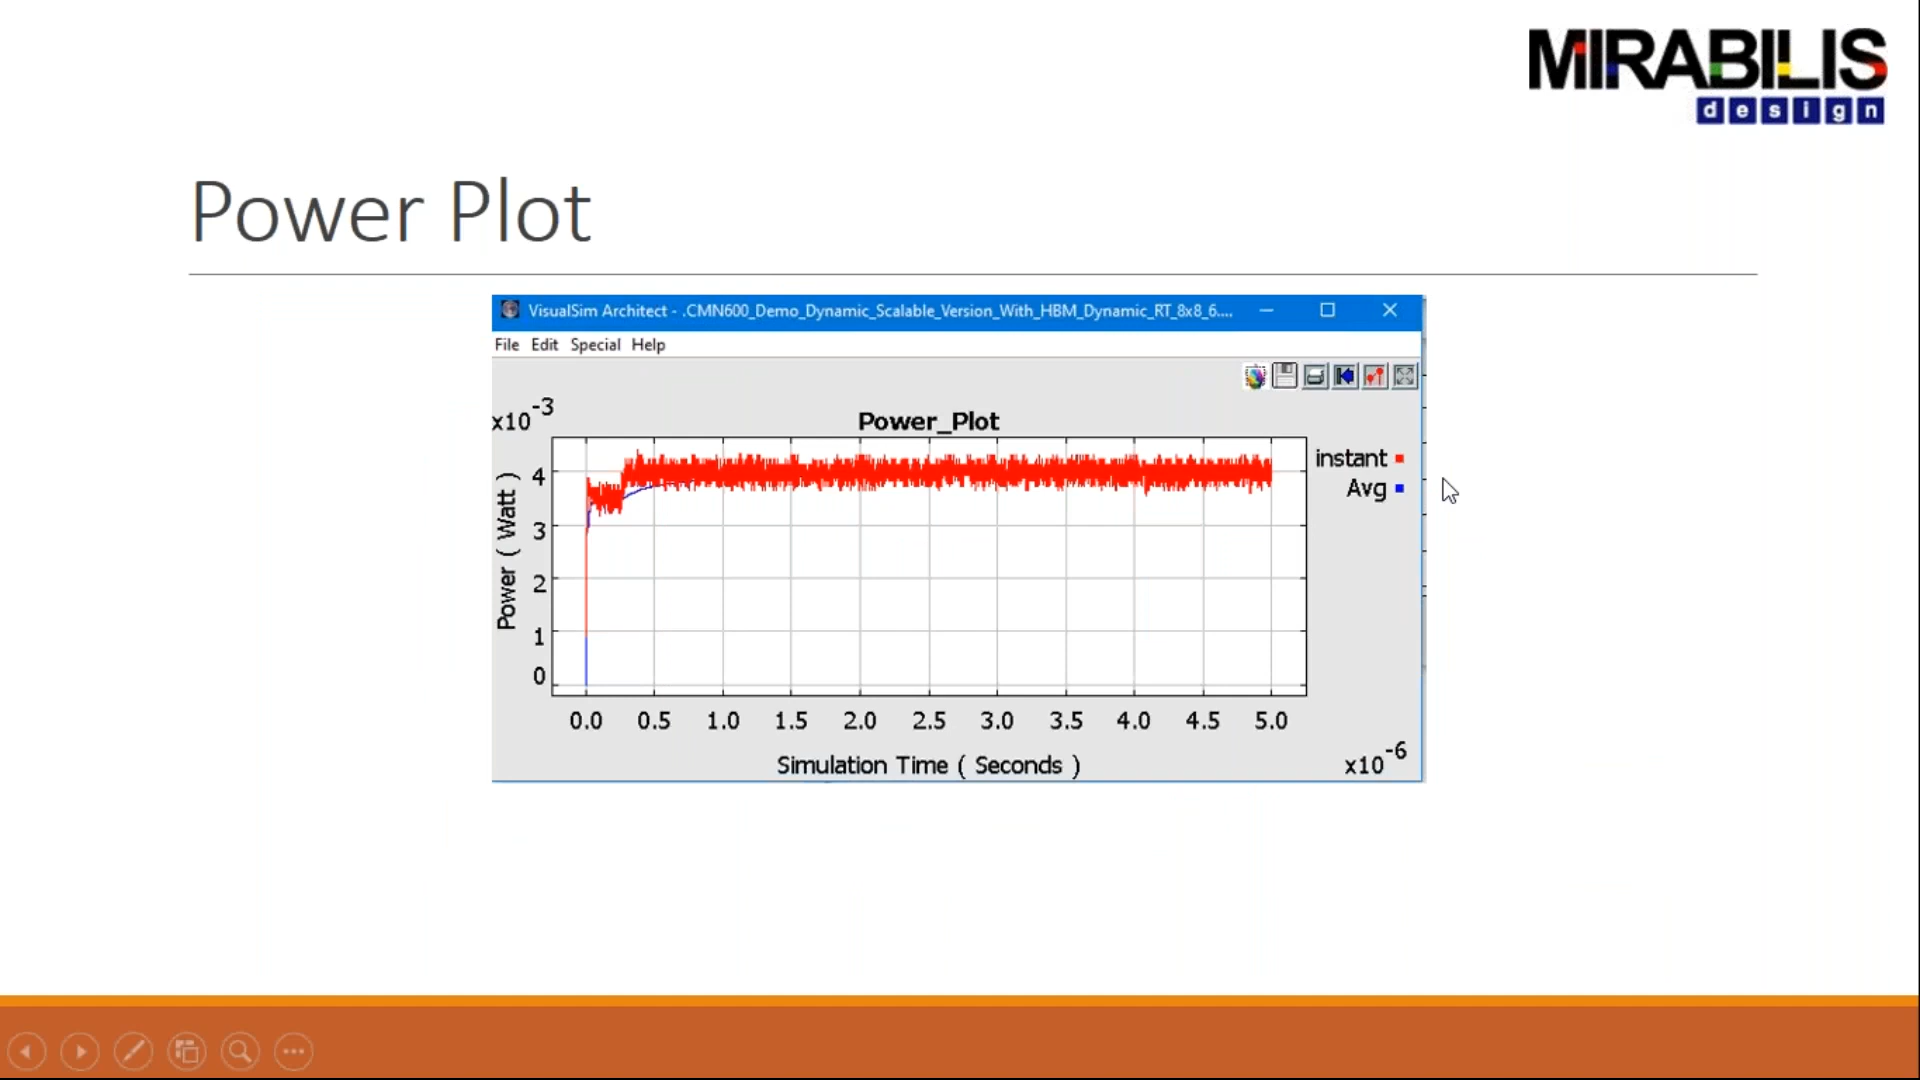 MIRABILIS
design
Power Plot
VisualSim Architect - .CMN600_Demo_Dynamic_Scalable_Version_With_HBM_Dynamic_RT_8x8_6....
File Edit Special Help
x10-3
Power_Plot
instant
Avg
Power ( Watt )
4
3
2
1
0
0.0 0.5 1.0 1.5 2.0 2.5 3.0 3.5 4.0 4.5 5.0
Simulation Time ( Seconds )
x10-6